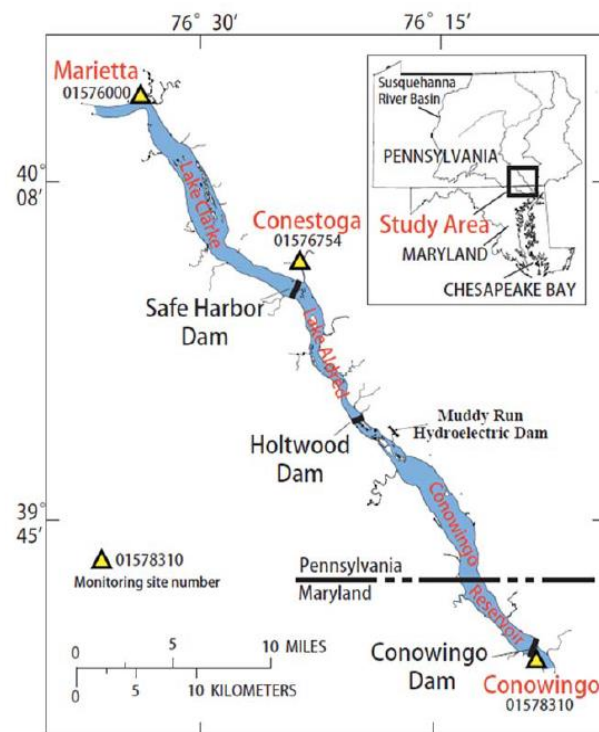 76° 30'
76° 15'
Marietta
01576000
Susquehanna
River Basin
PENNSYLVANIA
Study Area
MARYLAND
CHESAPEAKE BAY
40°
08'
Lake Clarke
Conestoga
01576754
Safe Harbor
Dam
Lake Aldred
Muddy Run
Hydroelectric Dam
Holtwood
Dam
39°
45'
Conowingo
Reservoir
01578310
Monitoring site number
Pennsylvania
Maryland
0 5 10 MILES
0 5 10 KILOMETERS
Conowingo
Dam
Conowingo
01578310